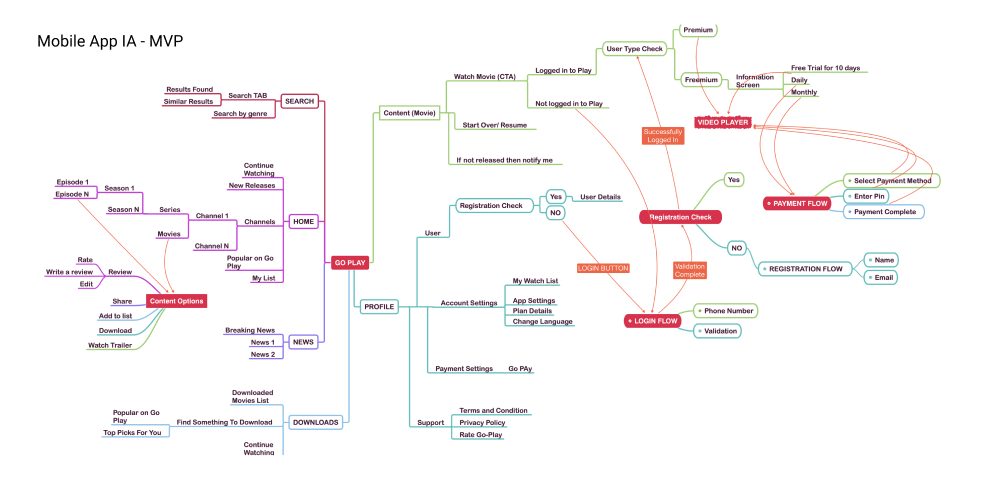 Mobile App IA - MVP
Results Found
Similar Results
Search TAB
Search by genre
SEARCH
Continue
Watching
New Releases
Episode 1
Episode N
Season 1
Season N
Series
Movies
Channel 1
Channel N
Channels
HOME
Popular on Go
Play
My List
Rate
Write a review
Edit
Review
Share
Add to list
Download
Watch Trailer
Content Options
Breaking News
News 1
News 2
NEWS
Downloaded
Movies List
Popular on Go
Play
Top Picks For You
Find Something To Download
DOWNLOADS
Continue
Watching
GO PLAY
Content (Movie)
Watch Movie (CTA)
Logged in to Play
Not logged in to Play
Start Over/ Resume
If not released then notify me
User Type Check
Premium
Freemium
Information
Screen
Free Trial for 10 days
Daily
Monthly
VIDEO PLAYER
Successfully
Logged In
PROFILE
User
Registration Check
Yes
NO
User Details
Account Settings
My Watch List
App Settings
Plan Details
Change Language
Payment Settings
Go PAy
Support
Terms and Condition
Privacy Policy
Rate Go-Play
LOGIN BUTTON
Validation
Complete
LOGIN FLOW
Phone Number
Validation
Registration Check
Yes
NO
REGISTRATION FLOW
Name
Email
PAYMENT FLOW
Select Payment Method
Enter Pin
Payment Complete